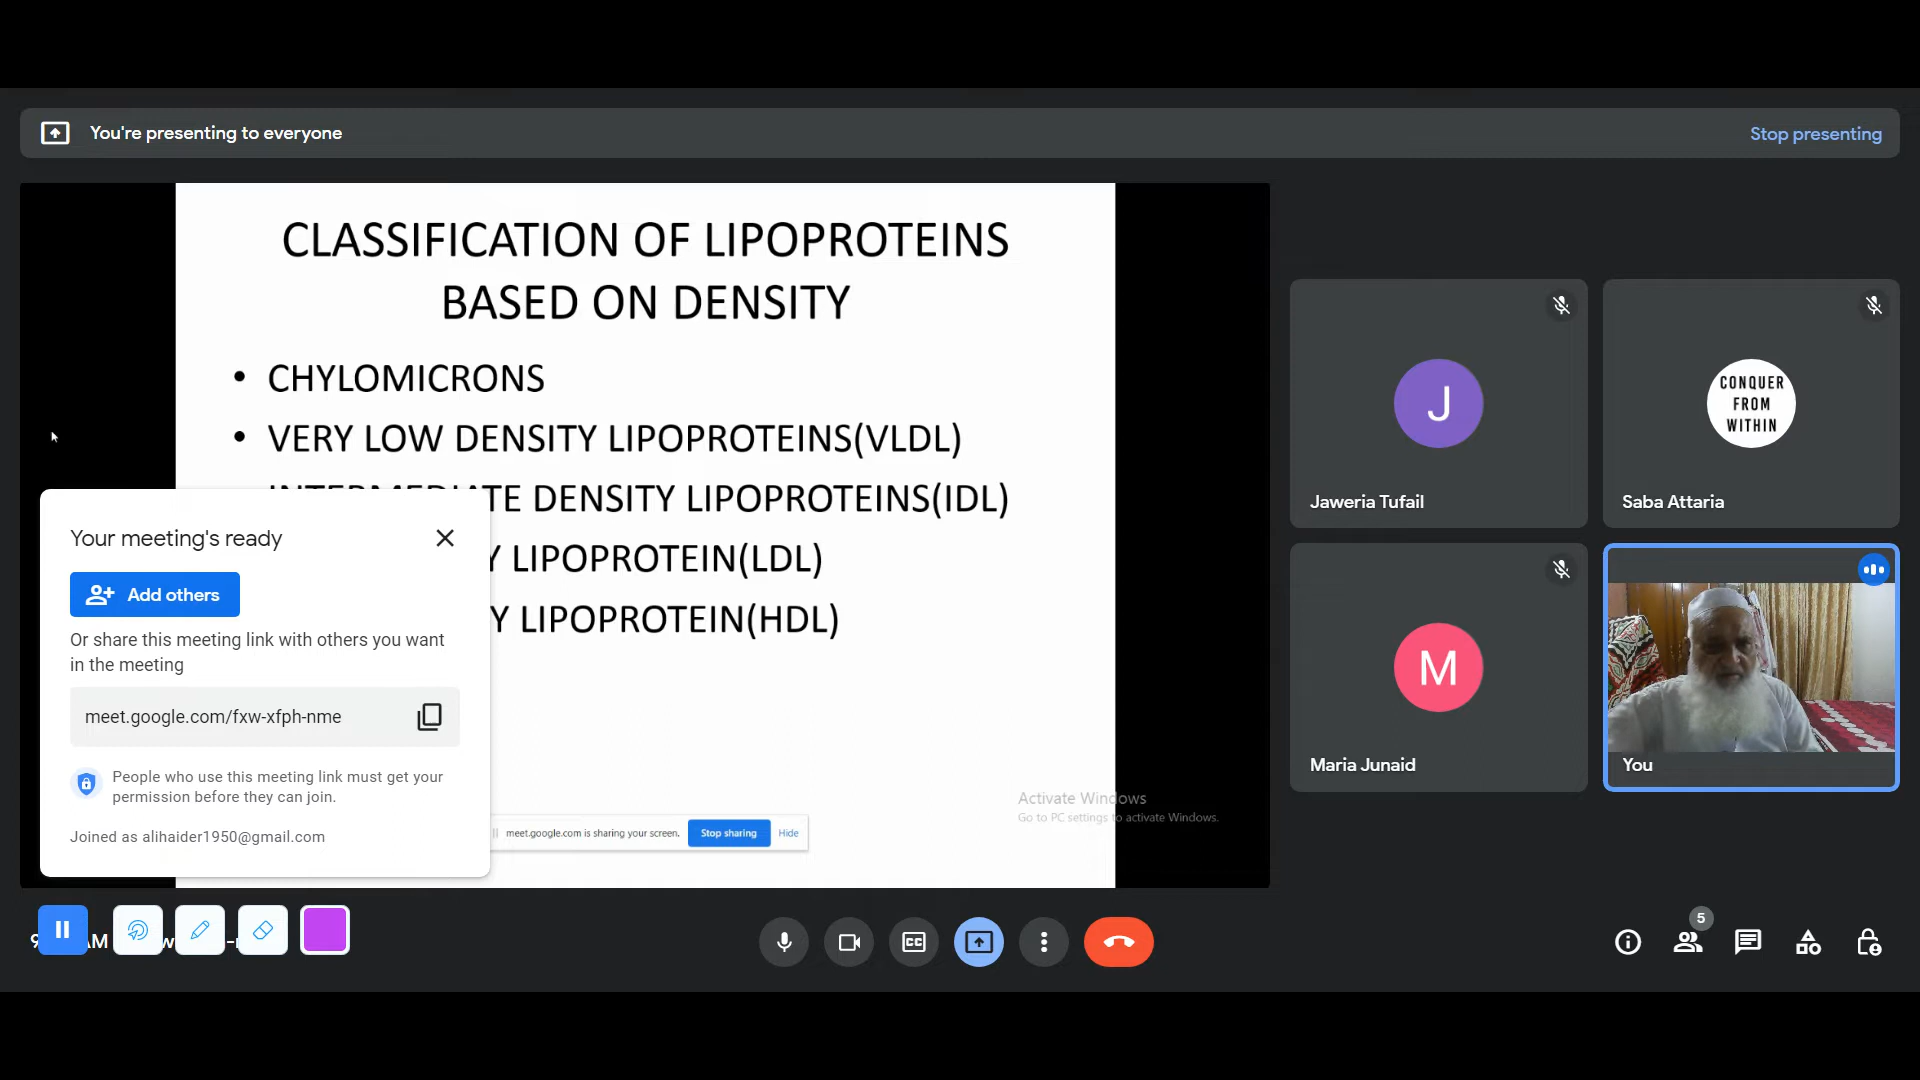 You're presenting to everyone
Stop presenting
CLASSIFICATION OF LIPOPROTEINS
BASED ON DENSITY
• CHYLOMICRONS
• VERY LOW DENSITY LIPOPROTEINS(VLDL)
INTERMEDIATE DENSITY LIPOPROTEINS(IDL)
Y LIPOPROTEIN(LDL)
Y LIPOPROTEIN(HDL)
Your meeting's ready
Add others
Or share this meeting link with others you want
in the meeting
meet.google.com/fxw-xfph-nme
People who use this meeting link must get your
permission before they can join.
Joined as alihaider1950@gmail.com
meet.google.com is sharing your screen.
Stop sharing
Hide
Activate Windows
Go to PC settings to activate Windows.
J
Jaweria Tufail
CONQUER
FROM
WITHIN
Saba Attaria
M
Maria Junaid
You
AM
CC
5